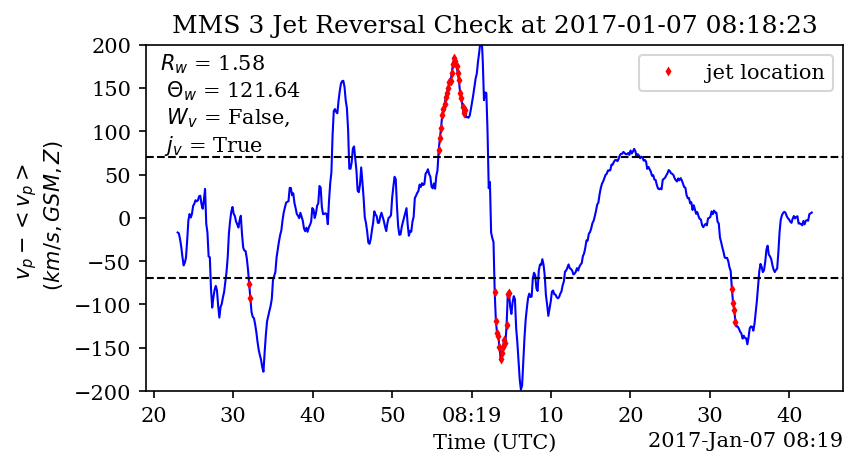 MMS 3 Jet Reversal Check at 2017-01-07 08:18:23
R_w = 1.58
Θ_w = 121.64
W_v = False,
j_v = True
jet location
v_p − < v_p >
(km/s, GSM, Z)
200
150
100
50
0
−50
−100
−150
−200
20 30 40 50 08:19 10 20 30 40
Time (UTC)
2017-Jan-07 08:19